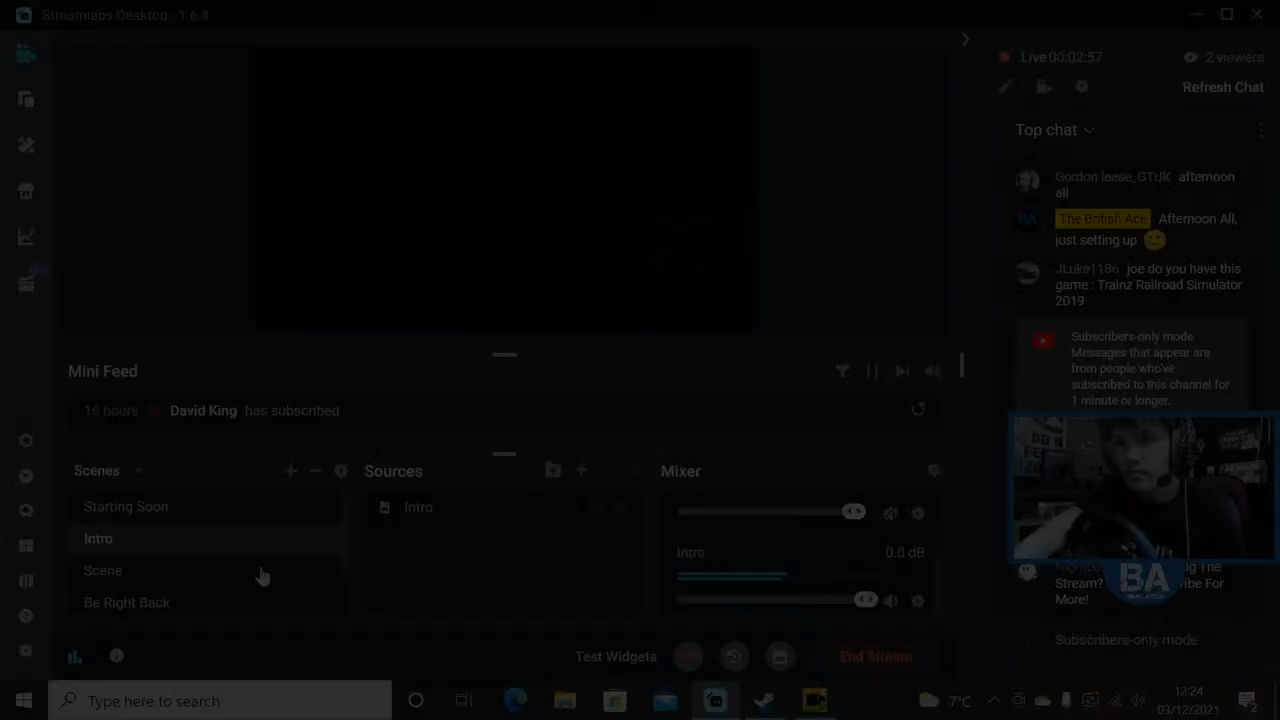 Streamlabs Desktop - 1.6.4
Live 00:02:57
2 viewers
Refresh Chat
Top chat
Gordon leese_GTUK afternoon
all
The British Ace Afternoon All,
just setting up
JLuke1186 joe do you have this
game : Trainz Railroad Simulator
2019
Subscribers-only mode
Messages that appear are
from people who've
subscribed to this channel for
1 minute or longer.
Mini Feed
16 hours David King has subscribed
Scenes
Starting Soon
Intro
Scene
Be Right Back
Sources
Intro
Mixer
Intro 0.0 dB
The
Stream?
More!
BA
Subscribers-only mode
Test Widgets
End Stream
Type here to search
7°C
12:24
03/12/2021